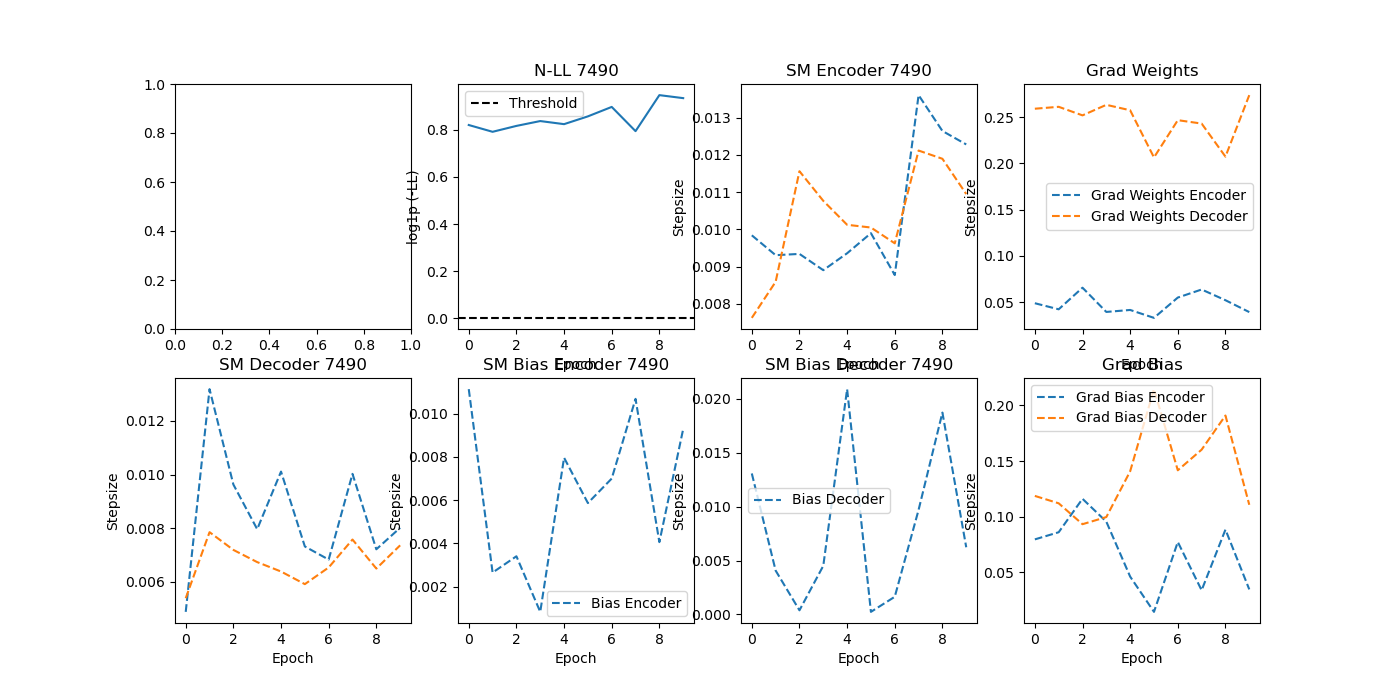 N-LL 7490
SM Encoder 7490
Grad Weights
1.0
0.8
0.6
0.4
0.2
0.0
0.0 0.2 0.4 0.6 0.8 1.0
log1p (-LL)
0.8
0.6
0.4
0.2
0.0
Threshold
0 2 4 6 8
Epoch
Stepsize
0.013
0.012
0.011
0.010
0.009
0.008
0 2 4 6 8
Epoch
Stepsize
0.25
0.20
0.15
0.10
0.05
Grad Weights Encoder
Grad Weights Decoder
0 2 4 6 8
Epoch
SM Decoder 7490
SM Bias Encoder 7490
SM Bias Decoder 7490
Grad Bias
Stepsize
0.012
0.010
0.008
0.006
0 2 4 6 8
Epoch
Stepsize
0.010
0.008
0.006
0.004
0.002
Bias Encoder
0 2 4 6 8
Epoch
Stepsize
0.020
0.015
0.010
0.005
0.000
Bias Decoder
0 2 4 6 8
Epoch
Stepsize
0.20
0.15
0.10
0.05
Grad Bias Encoder
Grad Bias Decoder
0 2 4 6 8
Epoch